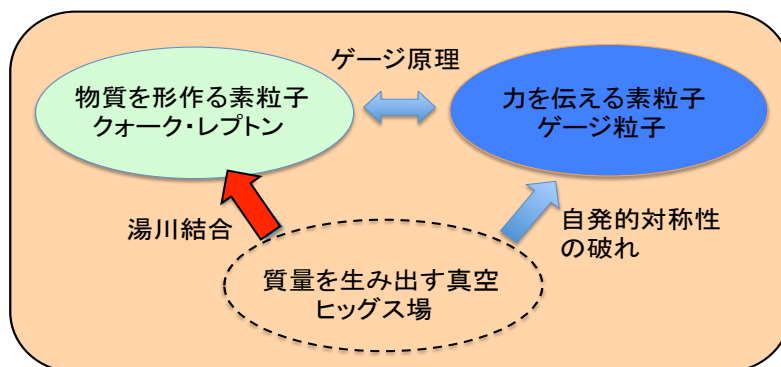 ゲージ原理
物質を形作る素粒子
クォーク・レプトン
力を伝える素粒子
ゲージ粒子
湯川結合
自発的対称性
の破れ
質量を生み出す真空
ヒッグス場